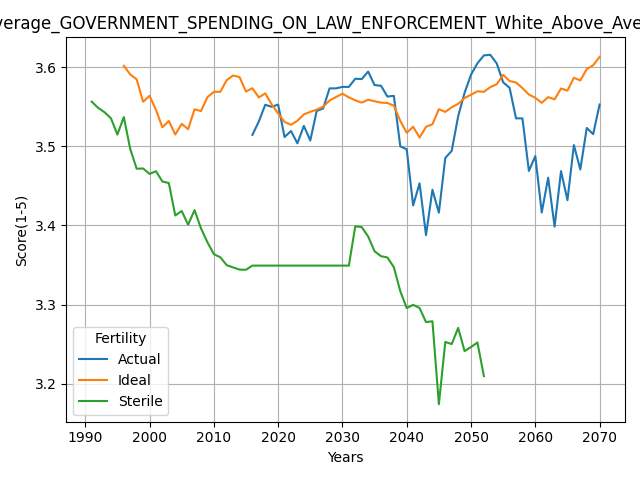 verage_GOVERNMENT_SPENDING_ON_LAW_ENFORCEMENT_White_Above_Ave
Score(1-5)
3.6
3.5
3.4
3.3
3.2
Fertility
Actual
Ideal
Sterile
1990 2000 2010 2020 2030 2040 2050 2060 2070
Years